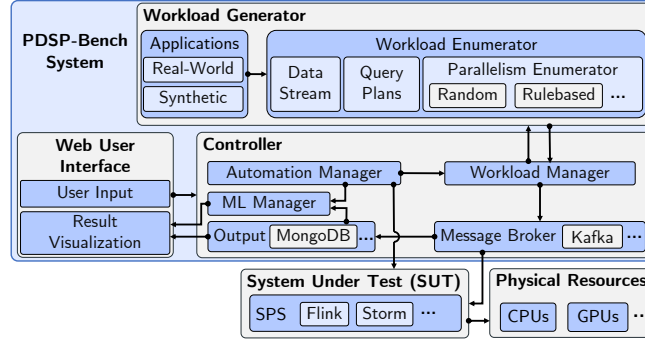 PDSP-Bench
System
Workload Generator
Applications
Real-World
Synthetic
Workload Enumerator
Data
Stream
Query
Plans
Parallelism Enumerator
Random
Rulebased
...
Web User
Interface
User Input
Result
Visualization
Controller
Automation Manager
Workload Manager
ML Manager
Output
MongoDB
...
Message Broker
Kafka
...
System Under Test (SUT)
SPS
Flink
Storm
...
Physical Resources
CPUs
GPUs
...